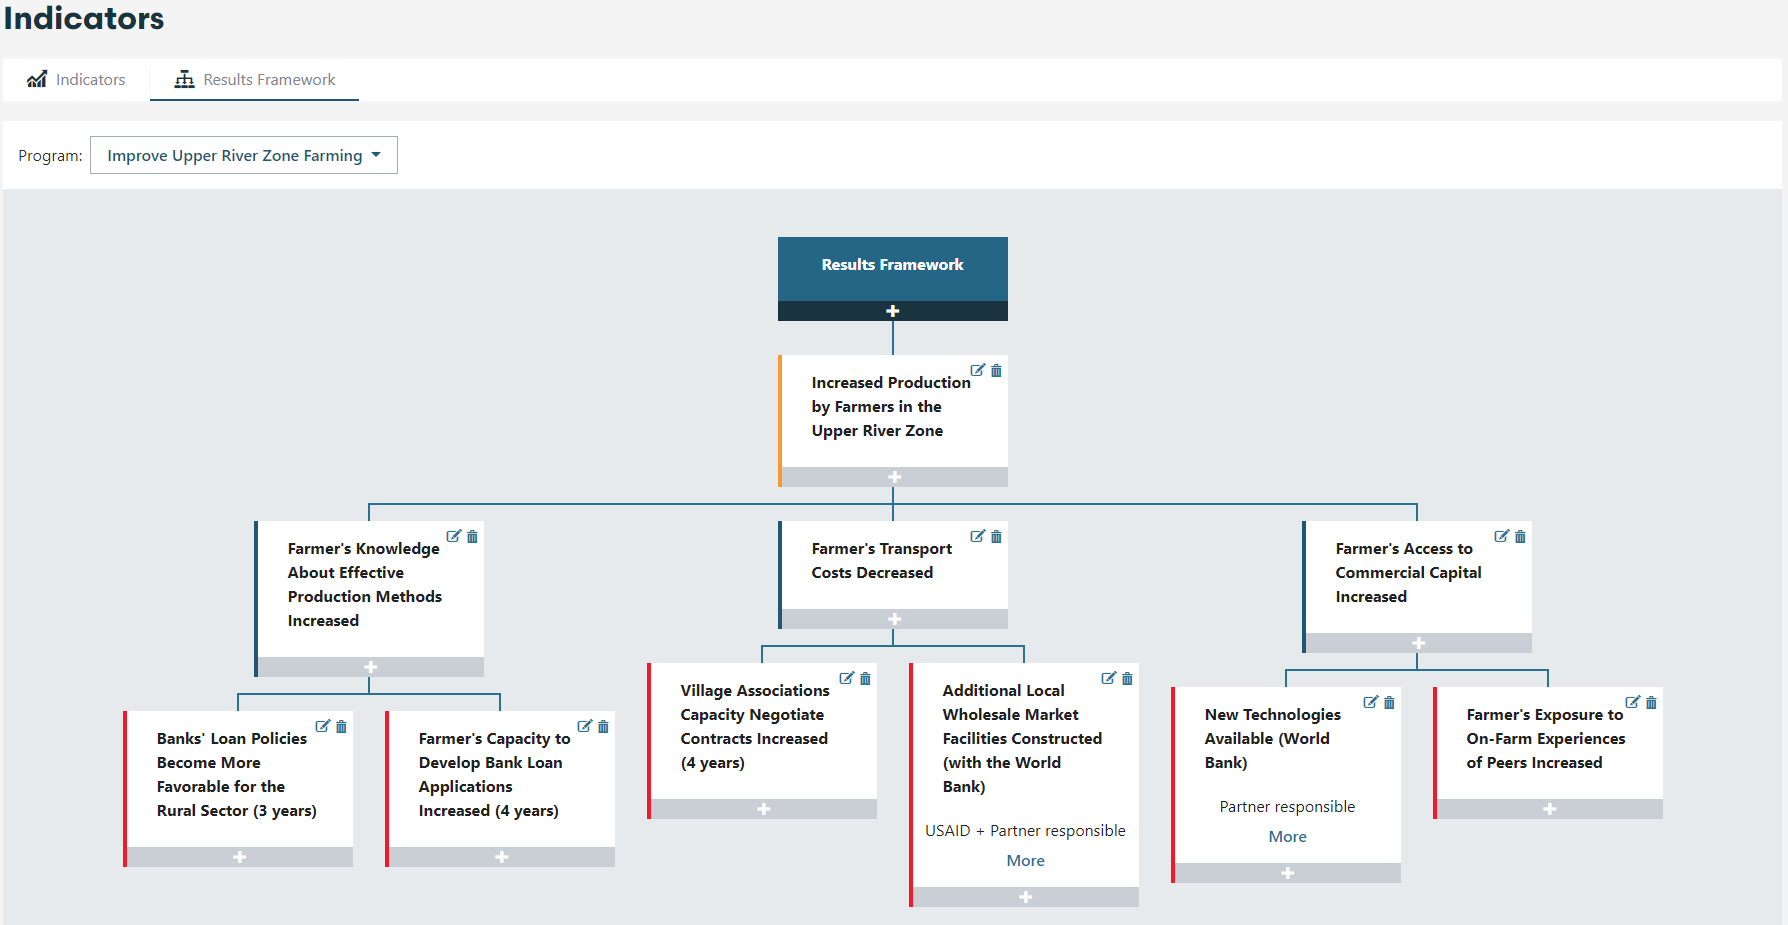 Indicators
Indicators
Results Framework
Program:
Improve Upper River Zone Farming
Results Framework
Increased Production
by Farmers in the
Upper River Zone
Farmer's Knowledge
About Effective
Production Methods
Increased
Farmer's Transport
Costs Decreased
Farmer's Access to
Commercial Capital
Increased
Banks' Loan Policies
Become More
Favorable for the
Rural Sector (3 years)
Farmer's Capacity to
Develop Bank Loan
Applications
Increased (4 years)
Village Associations
Capacity Negotiate
Contracts Increased
(4 years)
Additional Local
Wholesale Market
Facilities Constructed
(with the World
Bank)
USAID + Partner responsible
More
New Technologies
Available (World
Bank)
Partner responsible
More
Farmer's Exposure to
On-Farm Experiences
of Peers Increased